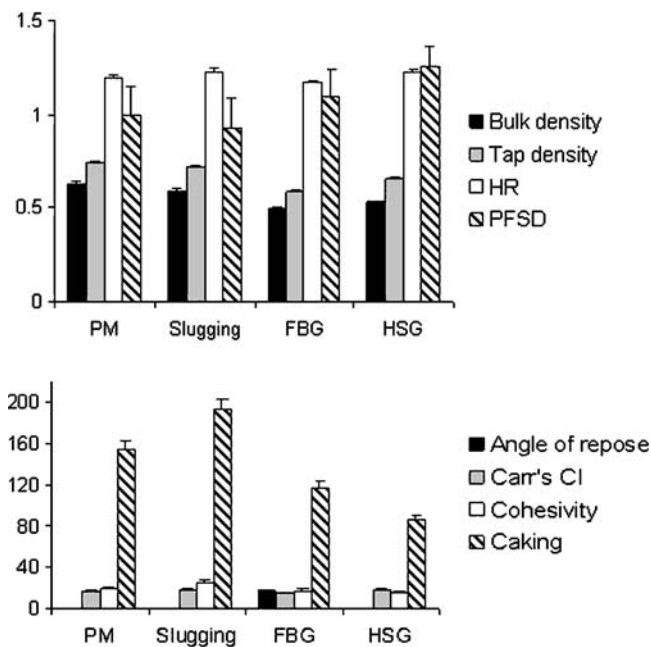 1.5
1
0.5
0
PM Slugging FBG HSG
Bulk density
Tap density
HR
PFSD
200
160
120
80
40
0
PM Slugging FBG HSG
Angle of repose
Carr's CI
Cohesivity
Caking